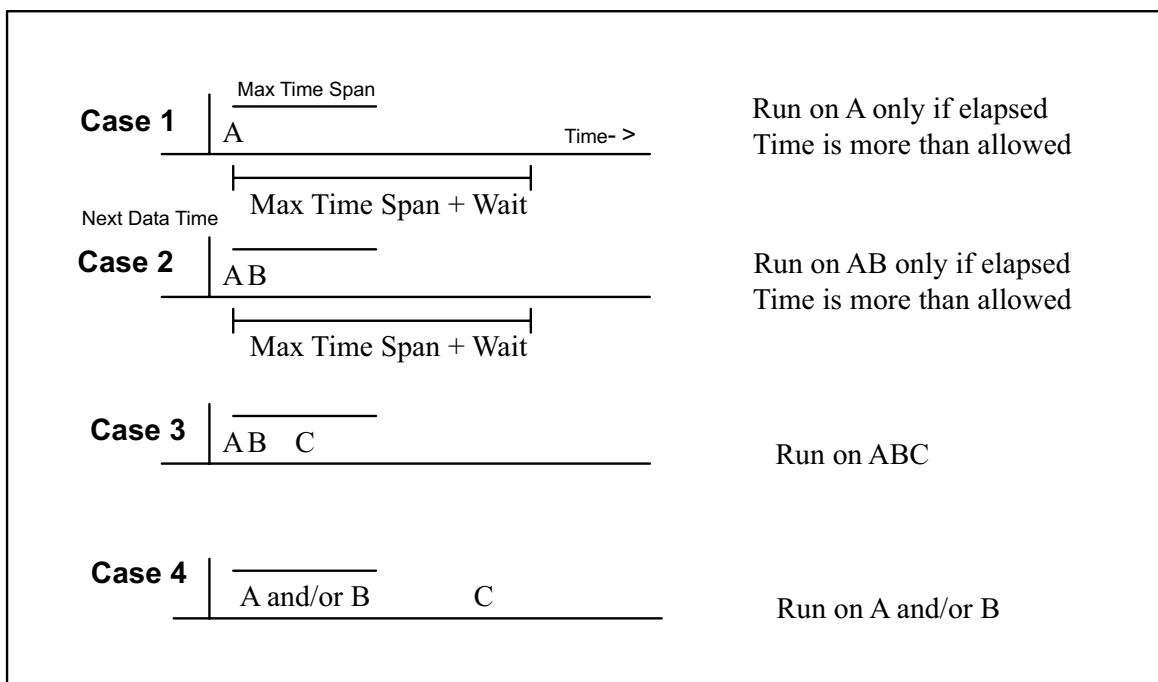 Max Time Span
Case 1
A
Time- >
Run on A only if elapsed
Time is more than allowed
Max Time Span + Wait
Next Data Time
Case 2
A B
Run on AB only if elapsed
Time is more than allowed
Max Time Span + Wait
Case 3
A B C
Run on ABC
Case 4
A and/or B C
Run on A and/or B